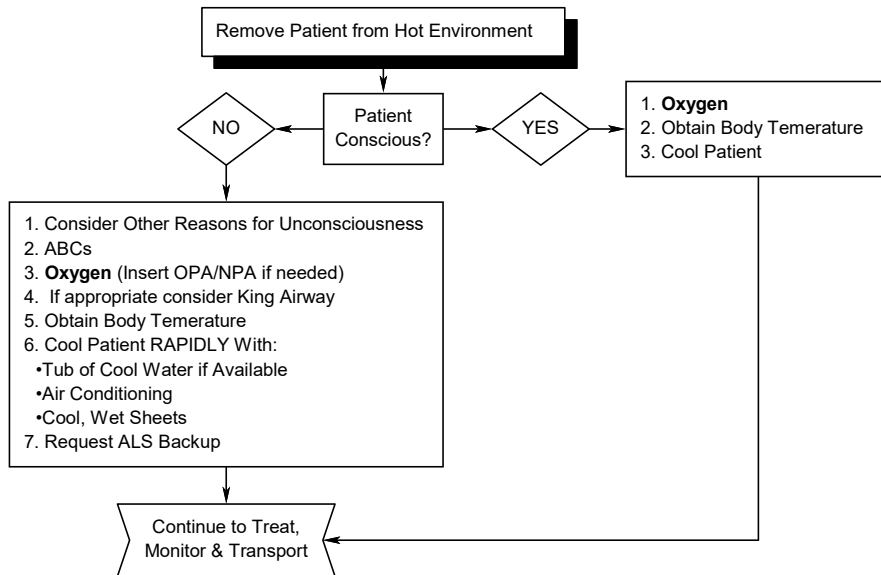 Remove Patient from Hot Environment
Patient
Conscious?
NO
YES
1. Oxygen
2. Obtain Body Temerature
3. Cool Patient
1. Consider Other Reasons for Unconsciousness
2. ABCs
3. Oxygen (Insert OPA/NPA if needed)
4. If appropriate consider King Airway
5. Obtain Body Temerature
6. Cool Patient RAPIDLY With:
•Tub of Cool Water if Available
•Air Conditioning
•Cool, Wet Sheets
7. Request ALS Backup
Continue to Treat,
Monitor & Transport